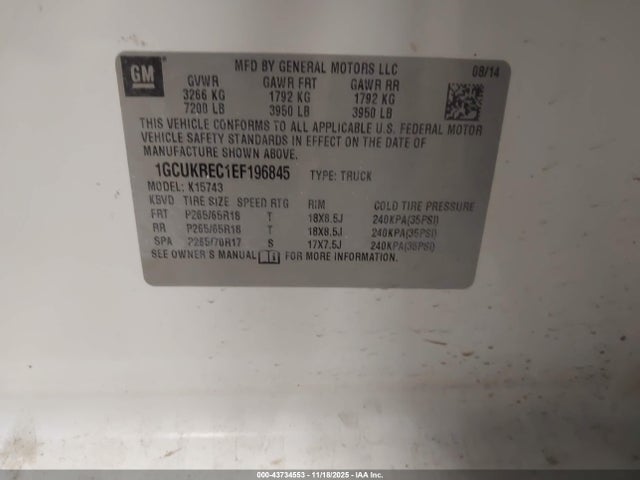 GM
MFD BY GENERAL MOTORS LLC 08/14
GVWR GAWR FRT GAWR RR
3266 KG 1792 KG 1792 KG
7200 LB 3950 LB 3950 LB
THIS VEHICLE CONFORMS TO ALL APPLICABLE U.S. FEDERAL MOTOR
VEHICLE SAFETY STANDARDS IN EFFECT ON THE DATE OF
MANUFACTURE SHOWN ABOVE.
1GCUKREC1EF196845 TYPE: TRUCK
MODEL: K15743
KSVD TIRE SIZE SPEED RTG RIM COLD TIRE PRESSURE
FRT P265/65R18 T 18X8.5J 240KPA(35PSI)
RR P265/65R18 T 18X8.5J 240KPA(35PSI)
SPA P265/70R17 S 17X7.5J 240KPA(35PSI)
SEE OWNER'S MANUAL FOR MORE INFORMATION.
000-43734553 | 11/18/2025 - IAA Inc.